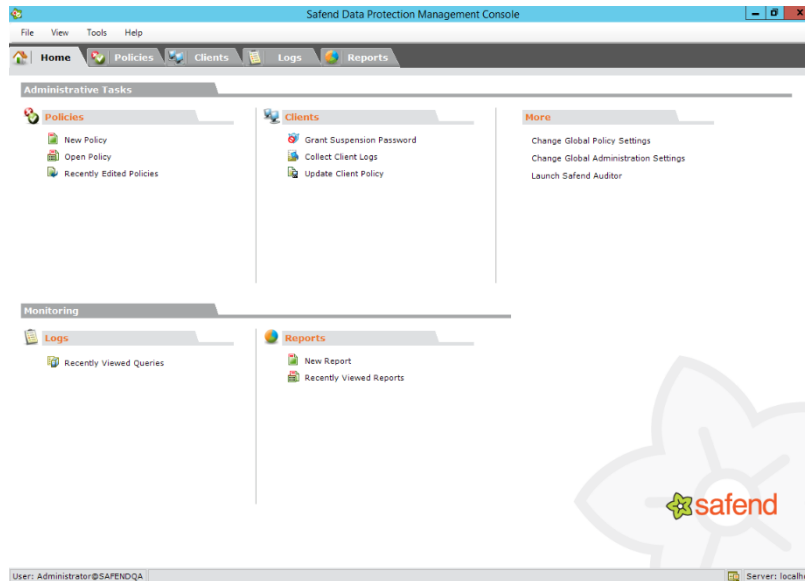 Safend Data Protection Management Console
File View Tools Help
Home Policies Clients Logs Reports
Administrative Tasks
Policies
New Policy
Open Policy
Recently Edited Policies
Clients
Grant Suspension Password
Collect Client Logs
Update Client Policy
More
Change Global Policy Settings
Change Global Administration Settings
Launch Safend Auditor
Monitoring
Logs
Recently Viewed Queries
Reports
New Report
Recently Viewed Reports
safend
User: Administrator@SAFENDQA
Server: localh